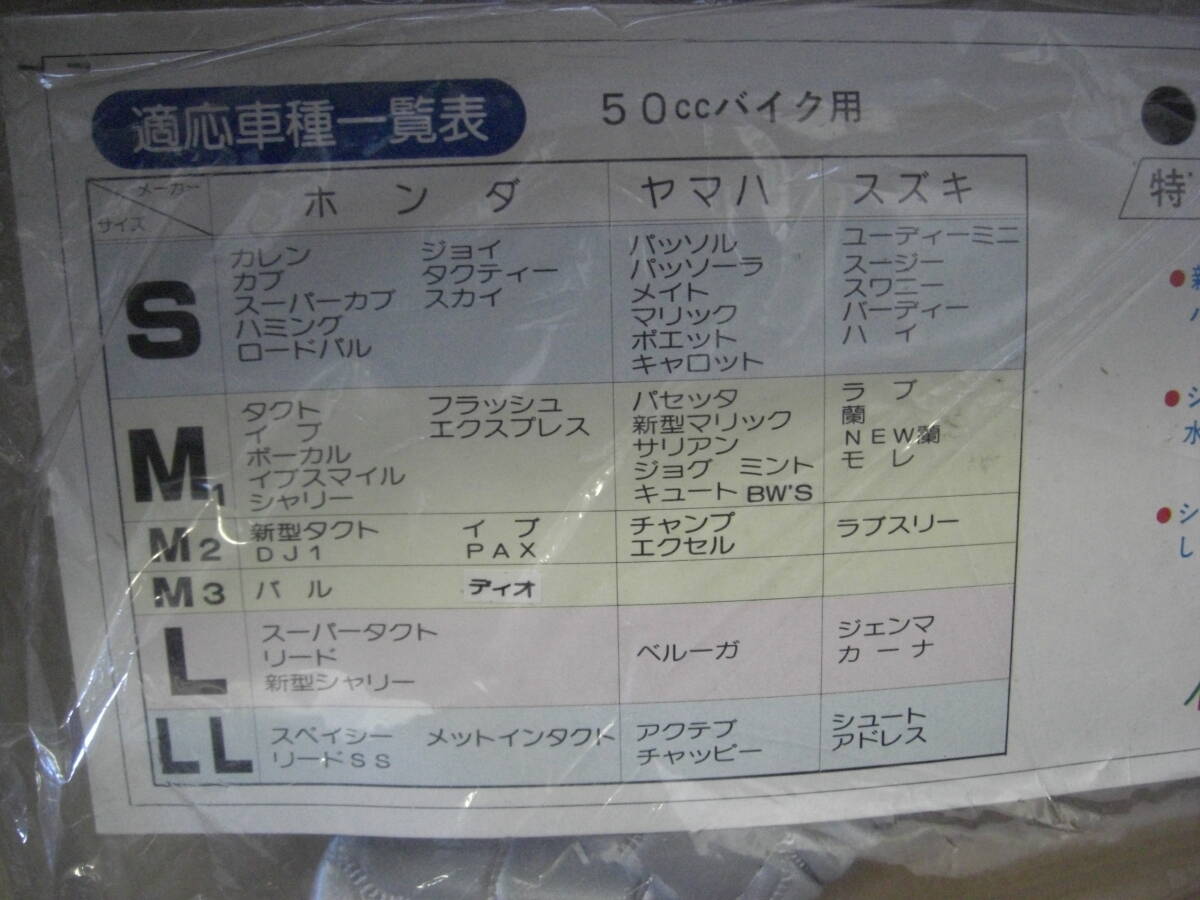 適応車種一覧表
50ccバイク用
メーカー
サイズ
ホンダ ヤマハ スズキ
S
カレン ジョイ
カブ タクティー
スーパーカブ スカイ
ハミング
ロードパル
パッソル
パッソーラ
メイト
マリック
ポエット
キャロット
ユーディーミニ
スージー
スワニー
バーディー
ハイ
M1
タクト フラッシュ
イブ エクスプレス
ボーカル
イブスマイル
シャリー
パセッタ
新型マリック
サリアン
ジョグ ミント
キュート BW'S
ラブ
蘭
NEW蘭
モレ
M2
新型タクト イブ
DJ1 PAX
チャンプ
エクセル
ラブスリー
M3
パル ディオ
L
スーパータクト
リード
新型シャリー
ベルーガ
ジェンマ
カーナ
LL
スペイシー メットインタクト
リードSS
アクテブ
チャッピー
シュート
アドレス
●
特
●新
●シ
水
●シ
し